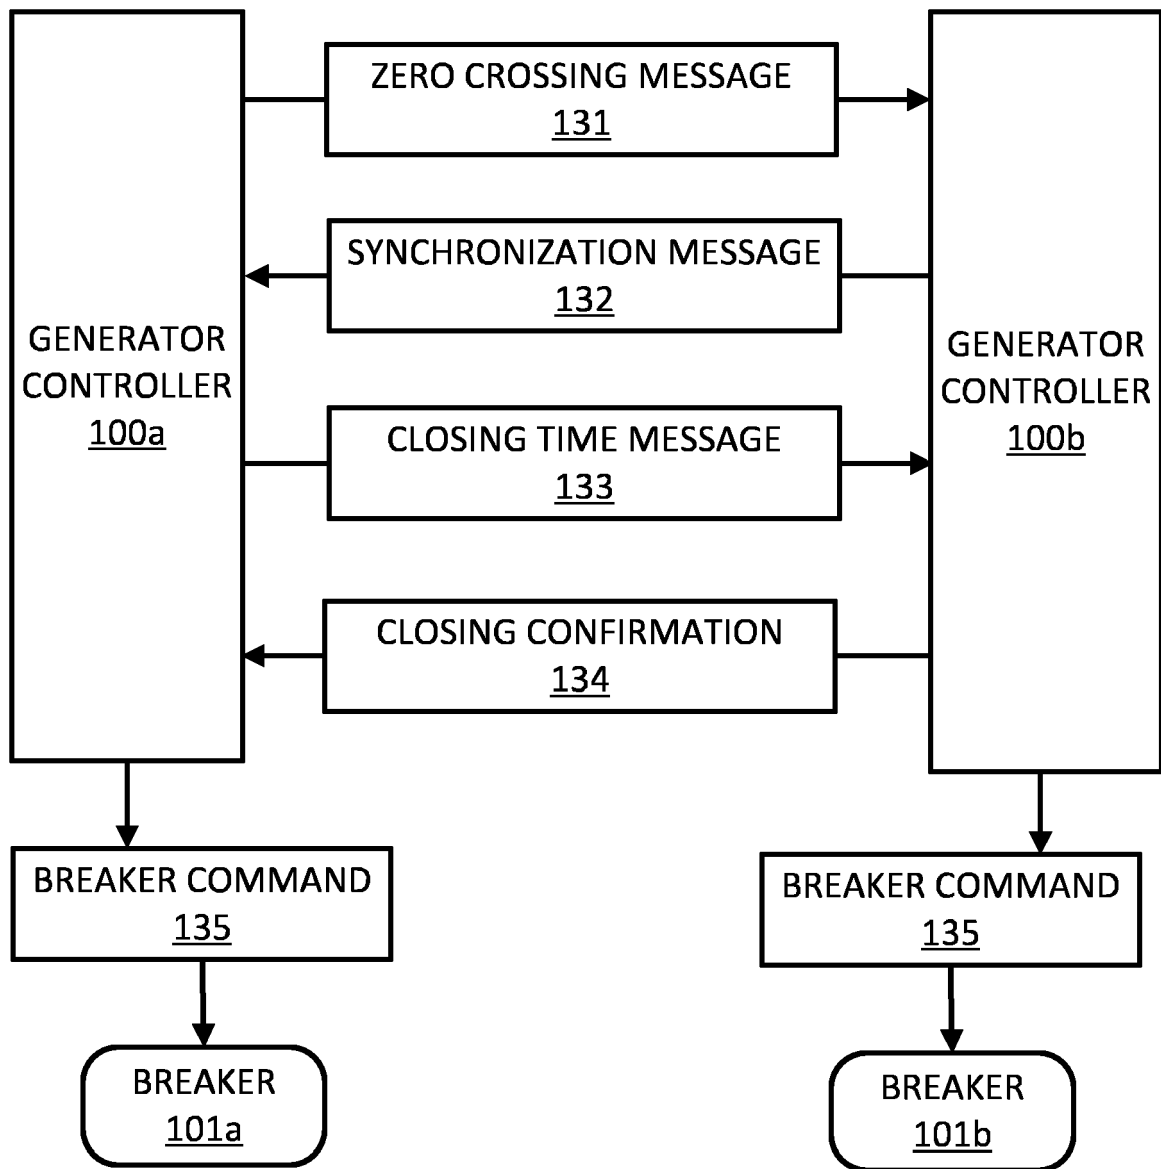 GENERATOR
CONTROLLER
100a
ZERO CROSSING MESSAGE
131
SYNCHRONIZATION MESSAGE
132
CLOSING TIME MESSAGE
133
CLOSING CONFIRMATION
134
GENERATOR
CONTROLLER
100b
BREAKER COMMAND
135
BREAKER
101a
BREAKER COMMAND
135
BREAKER
101b